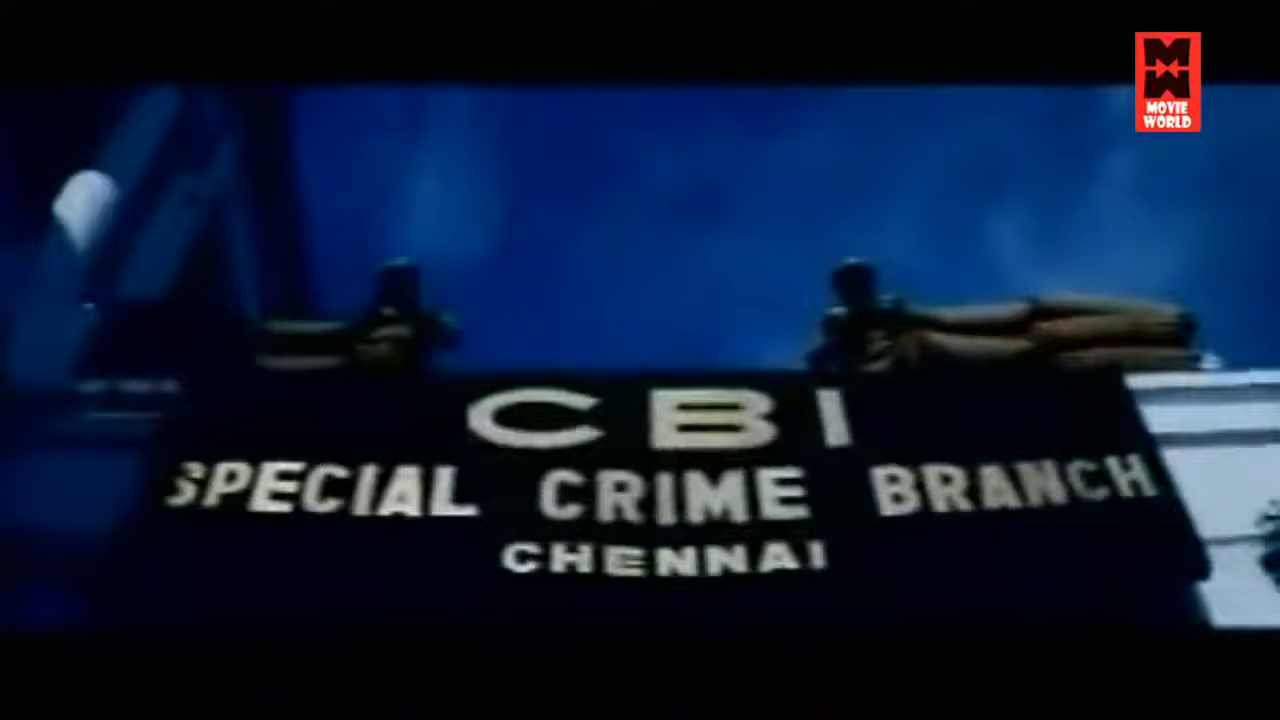 MOVIE
WORLD
CBI
SPECIAL CRIME BRANCH
CHENNAI